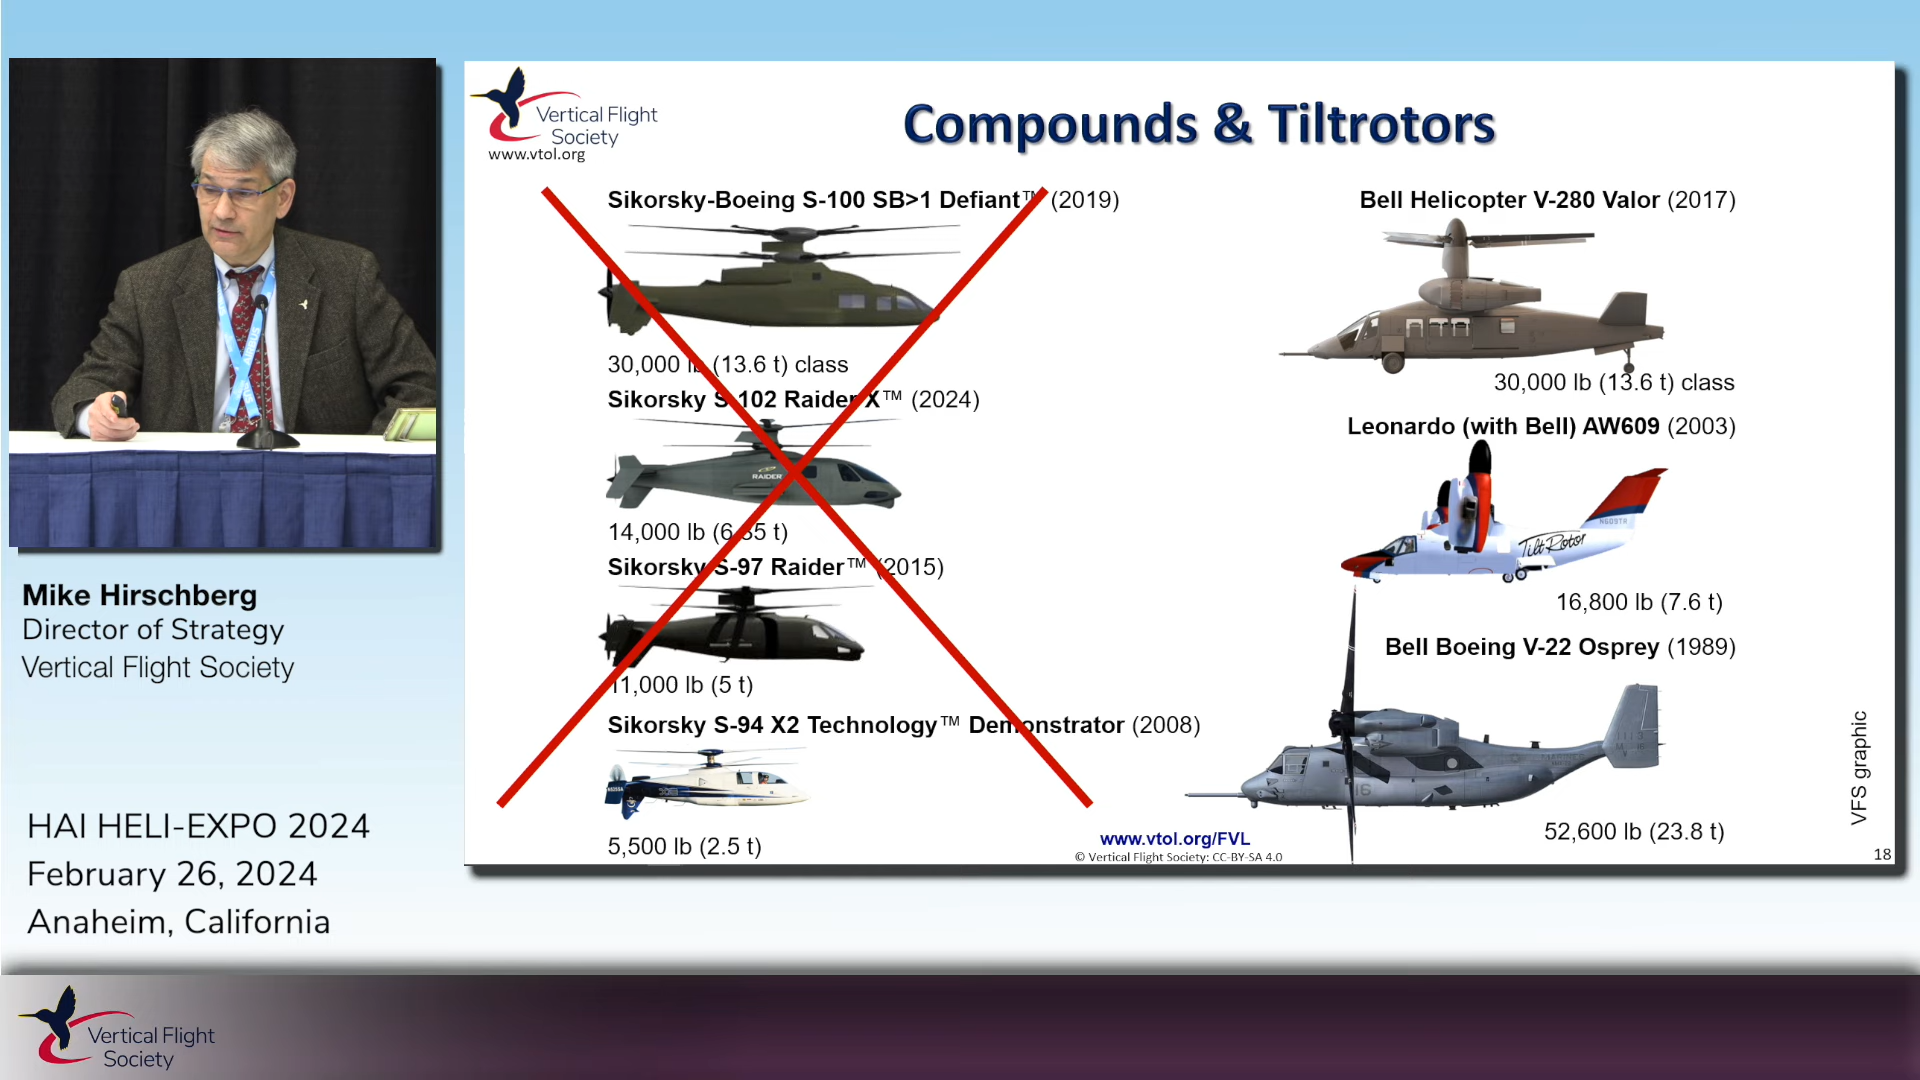 Vertical Flight
Society
www.vtol.org
Compounds & Tiltrotors
Sikorsky-Boeing S-100 SB>1 Defiant™ (2019)
30,000 lb (13.6 t) class
Sikorsky S-102 Raider X™ (2024)
RAIDER
14,000 lb (6.35 t)
Sikorsky S-97 Raider™ (2015)
11,000 lb (5 t)
Sikorsky S-94 X2 Technology™ Demonstrator (2008)
5,500 lb (2.5 t)
Bell Helicopter V-280 Valor (2017)
30,000 lb (13.6 t) class
Leonardo (with Bell) AW609 (2003)
N609TR
Tilt Rotor
16,800 lb (7.6 t)
Bell Boeing V-22 Osprey (1989)
16
52,600 lb (23.8 t)
VFS graphic
www.vtol.org/FVL
© Vertical Flight Society: CC-BY-SA 4.0
18
Mike Hirschberg
Director of Strategy
Vertical Flight Society
HAI HELI-EXPO 2024
February 26, 2024
Anaheim, California
Vertical Flight
Society